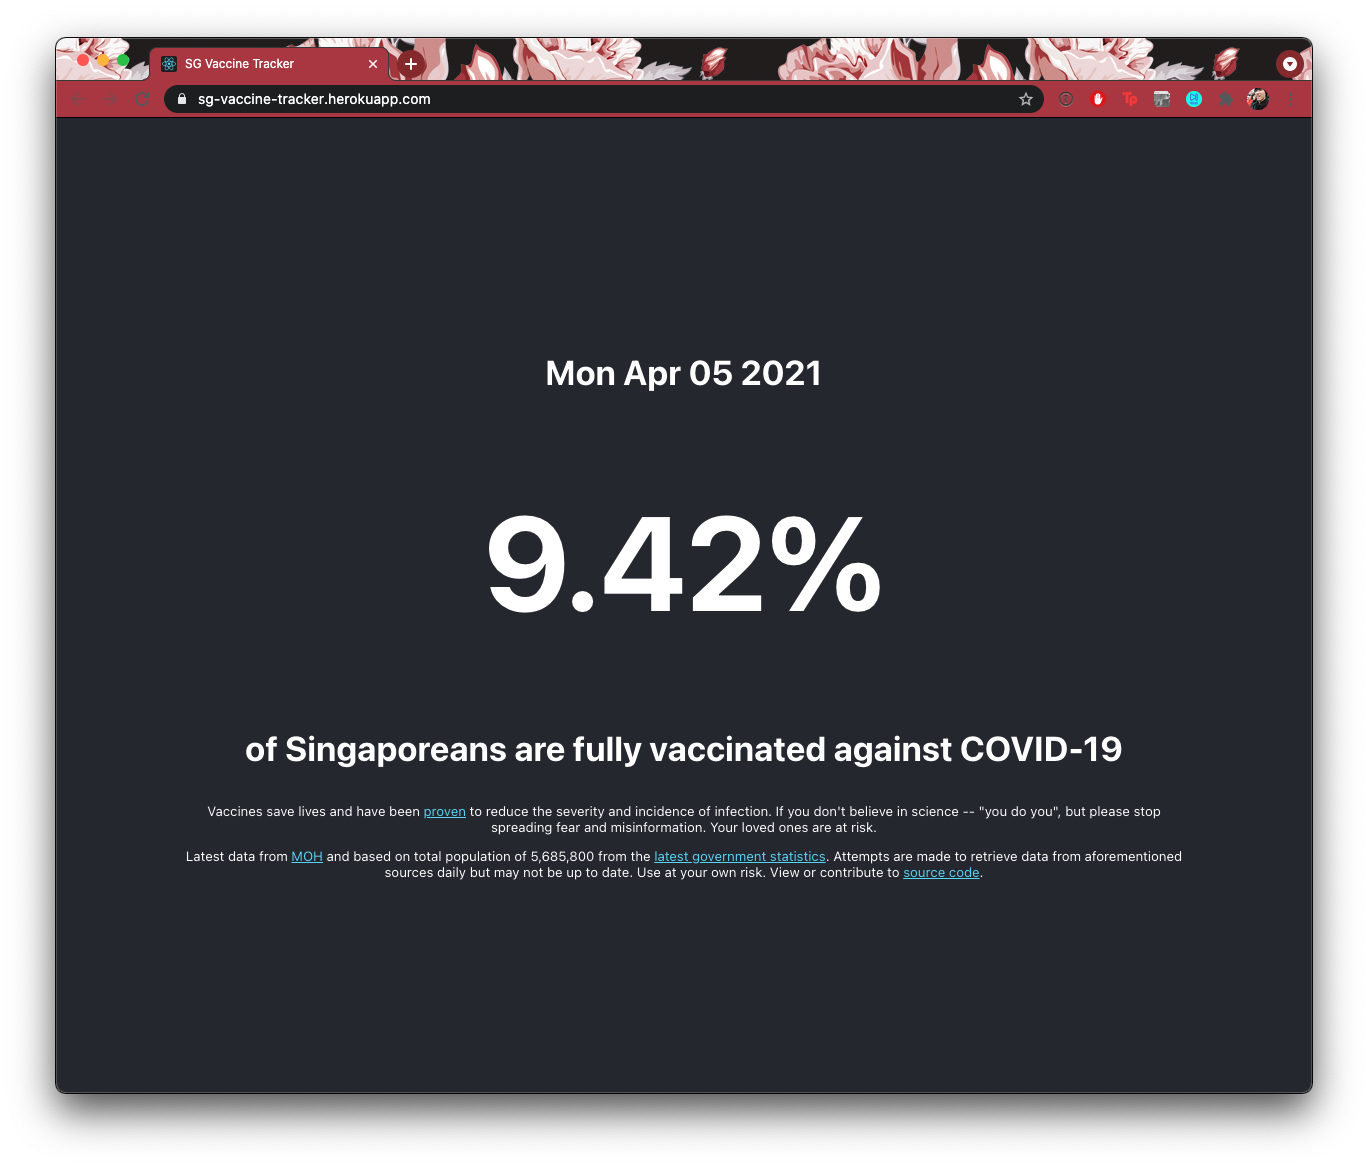 SG Vaccine Tracker
sg-vaccine-tracker.herokuapp.com
Tp
Mon Apr 05 2021
9.42%
of Singaporeans are fully vaccinated against COVID-19
Vaccines save lives and have been proven to reduce the severity and incidence of infection. If you don't believe in science -- "you do you", but please stop
spreading fear and misinformation. Your loved ones are at risk.
Latest data from MOH and based on total population of 5,685,800 from the latest government statistics. Attempts are made to retrieve data from aforementioned
sources daily but may not be up to date. Use at your own risk. View or contribute to source code.